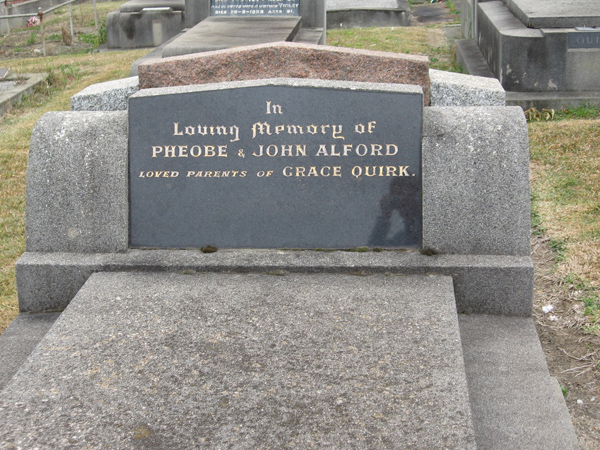 In
Loving Memory of
PHEOBE & JOHN ALFORD
LOVED PARENTS OF GRACE QUIRK.